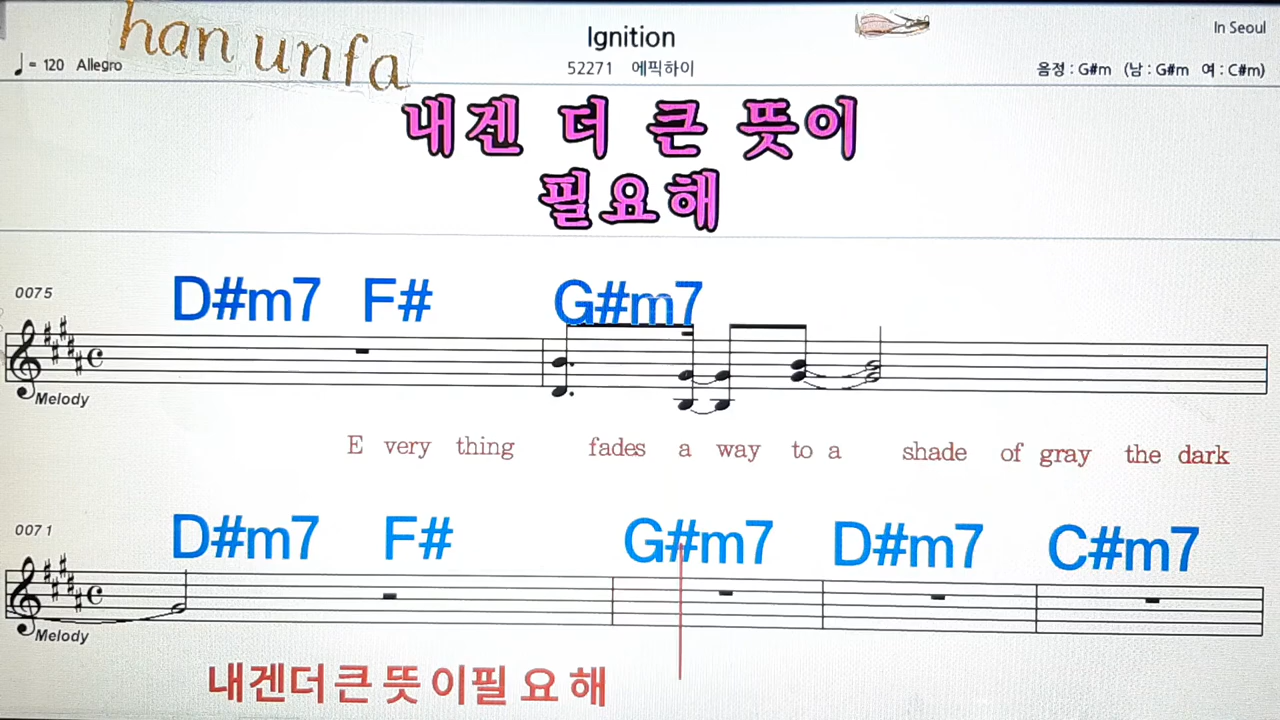 han unfa
Ignition
In Seoul
♩= 120 Allegro
52271 에픽하이
음정 : G#m (남 : G#m 여 : C#m)
내겐 더 큰 뜻이
필요해
0075
D#m7 F# G#m7
Melody
E very thing fades a way to a shade of gray the dark
0071
D#m7 F# G#m7 D#m7 C#m7
Melody
내겐더큰뜻이필요해